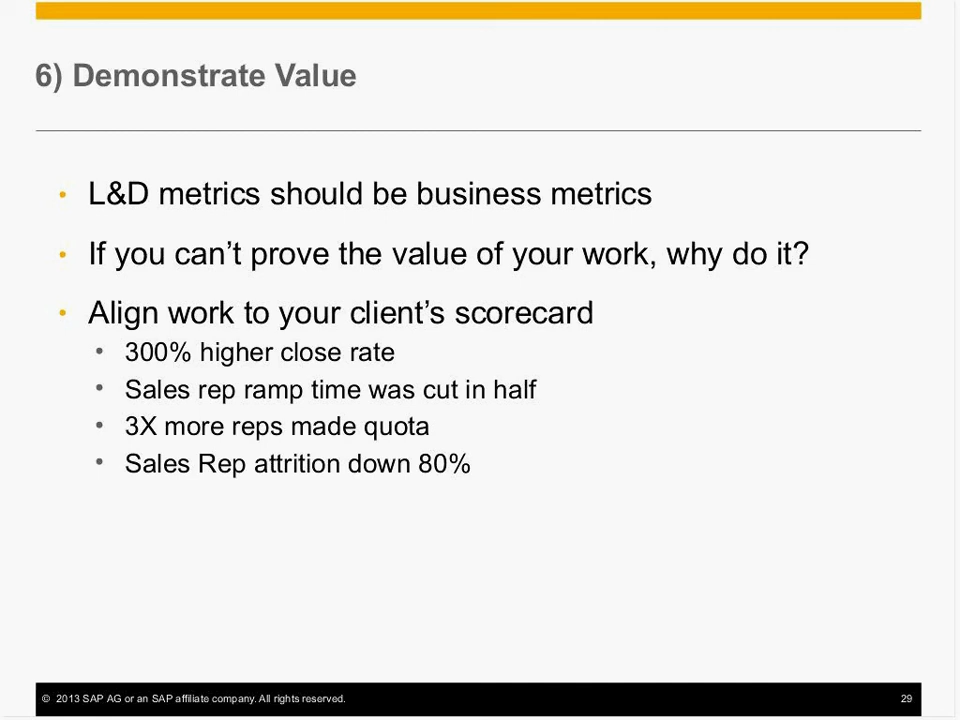 6) Demonstrate Value
• L&D metrics should be business metrics
• If you can’t prove the value of your work, why do it?
• Align work to your client’s scorecard
• 300% higher close rate
• Sales rep ramp time was cut in half
• 3X more reps made quota
• Sales Rep attrition down 80%
© 2013 SAP AG or an SAP affiliate company. All rights reserved. 29